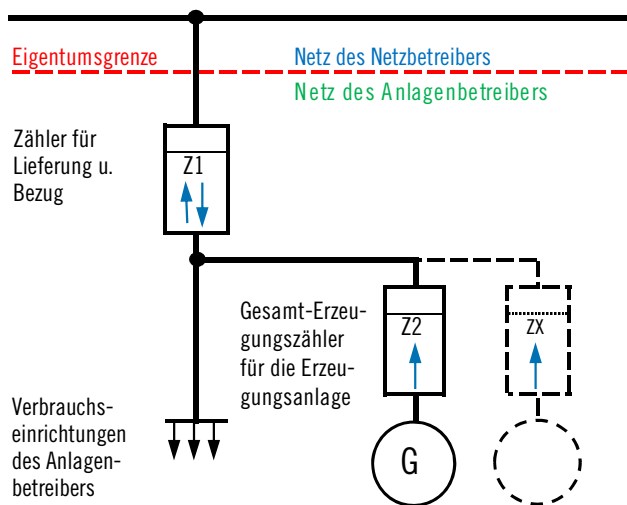 Eigentumsgrenze
Netz des Netzbetreibers
Netz des Anlagenbetreibers
Zähler für
Lieferung u.
Bezug
Z1
Gesamt-Erzeu-
gungszähler
für die Erzeu-
gungsanlage
Z2
ZX
Verbrauchs-
einrichtungen
des Anlagen-
betreibers
G